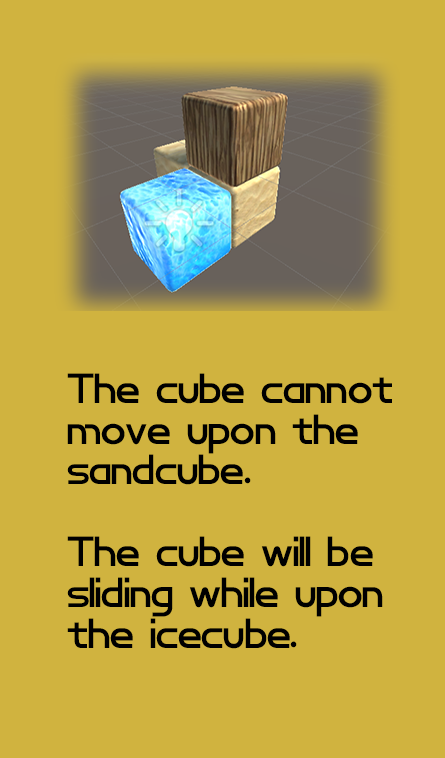 The cube cannot
move upon the
sandcube.
The cube will be
sliding while upon
the icecube.